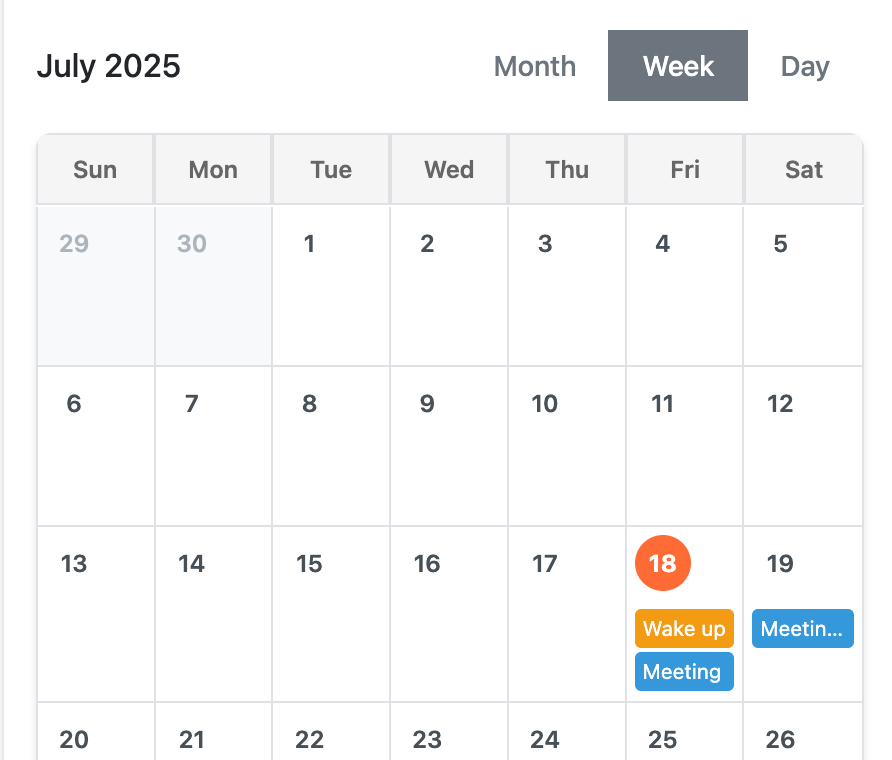 July 2025 Month Week Day
Sun Mon Tue Wed Thu Fri Sat
29 30 1 2 3 4 5
6 7 8 9 10 11 12
13 14 15 16 17 18 19
Wake up Meetin...
Meeting
20 21 22 23 24 25 26